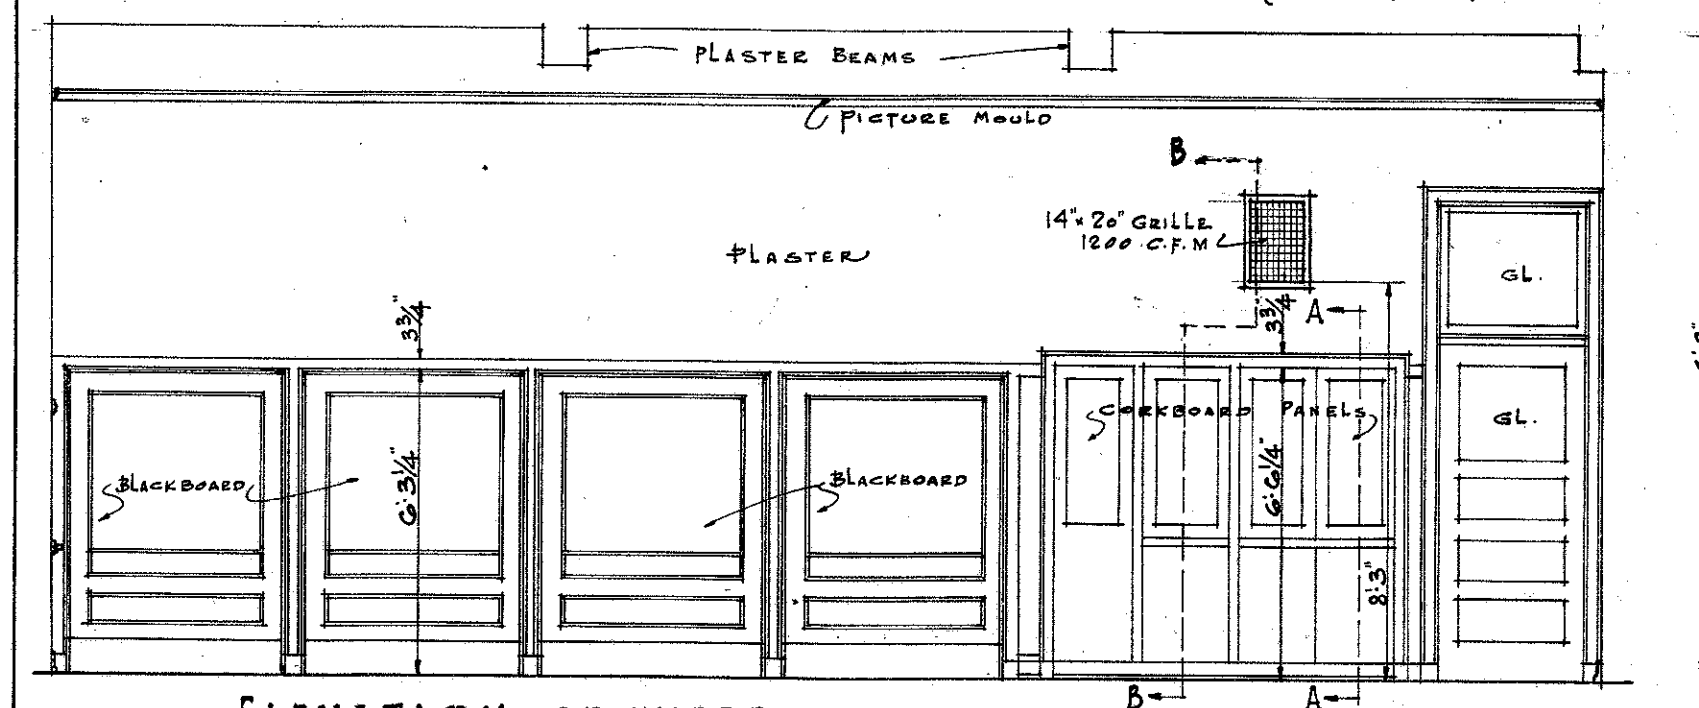 PLASTER BEAMS
PICTURE MOULD
B
14"x 20" GRILLE
1200 C.F.M
PLASTER
GL.
3 3/4"
3 3/4"
A
CORKBOARD PANELS
GL.
BLACKBOARD
6'-3 1/4"
BLACKBOARD
6'-6 1/4"
8'-3"
B
A